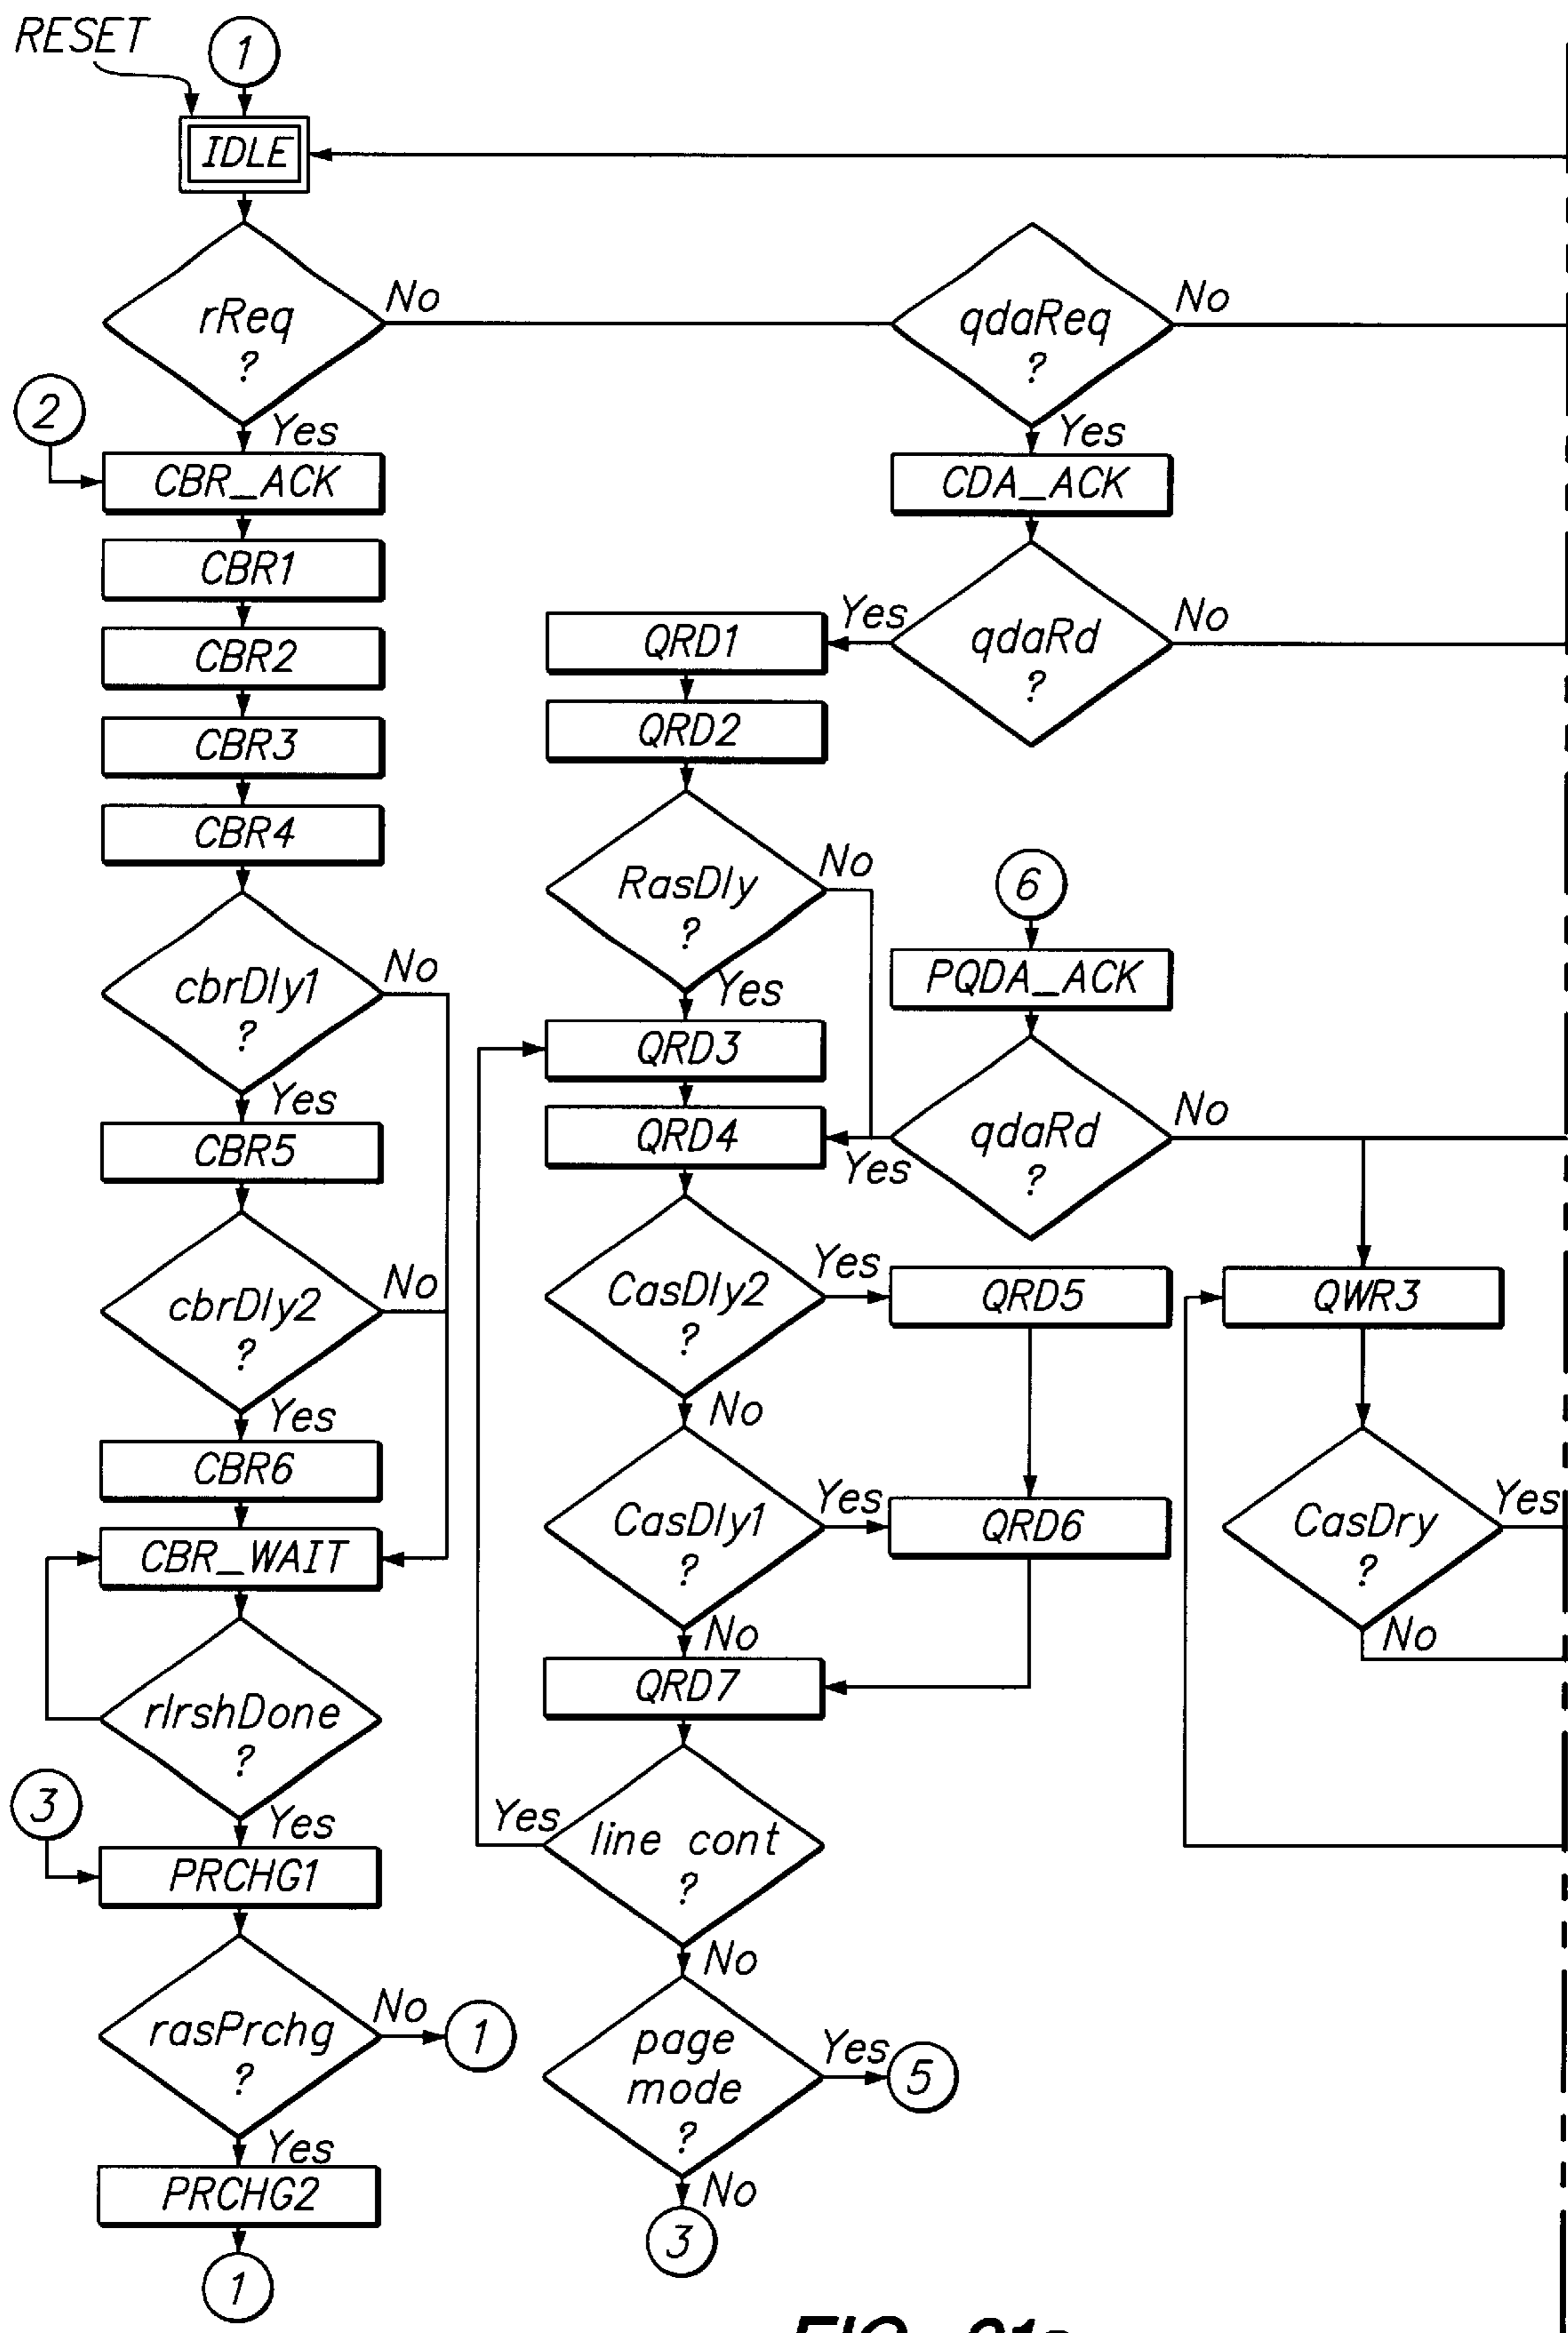 RESET
1
IDLE
rReq
?
No
Yes
qdaReq
?
No
Yes
2
CBR_ACK
CDA_ACK
CBR1
CBR2
CBR3
CBR4
qdaRd
?
Yes
No
QRD1
QRD2
RasDly
?
No
Yes
6
PQDA_ACK
cbrDly1
?
No
Yes
QRD3
QRD4
qdaRd
?
Yes
No
CBR5
cbrDly2
?
No
Yes
CasDly2
?
Yes
No
QRD5
QWR3
CBR6
CasDly1
?
Yes
No
QRD6
CasDry
?
Yes
No
CBR_WAIT
rlrshDone
?
Yes
QRD7
3
PRCHG1
line cont
?
Yes
No
rasPrchg
?
No
1
Yes
page
mode
?
Yes
5
No
3
PRCHG2
1